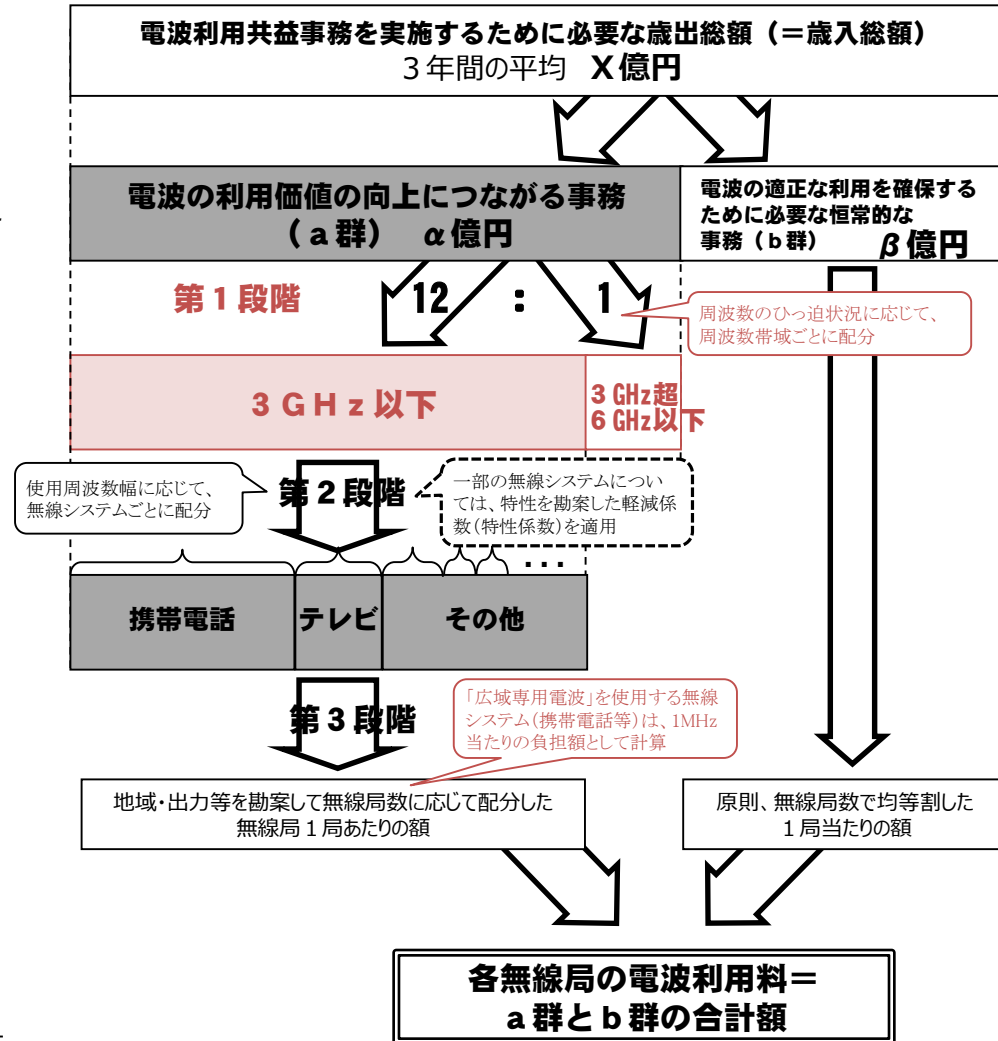 電波利用共益事務を実施するために必要な歳出総額(=歳入総額)
3年間の平均 X億円
電波の利用価値の向上につながる事務
(a群) α億円
電波の適正な利用を確保する
ために必要な恒常的な
事務(b群) β億円
第1段階
12 : 1
周波数のひっ迫状況に応じて、
周波数帯域ごとに配分
3GHz以下
3GHz超
6GHz以下
使用周波数幅に応じて、
無線システムごとに配分
第2段階
一部の無線システムについ
ては、特性を勘案した軽減係
数(特性係数)を適用
・・・
携帯電話
テレビ
その他
第3段階
「広域専用電波」を使用する無線
システム(携帯電話等)は、1MHz
当たりの負担額として計算
地域・出力等を勘案して無線局数に応じて配分した
無線局1局あたりの額
原則、無線局数で均等割した
1局当たりの額
各無線局の電波利用料=
a群とb群の合計額